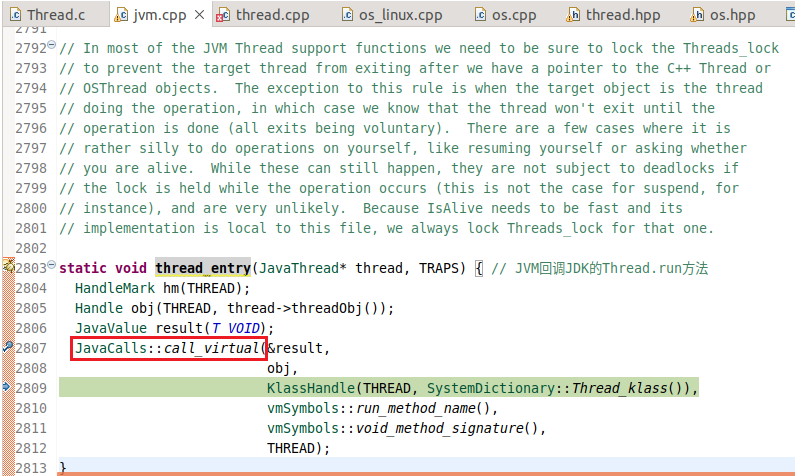 Thread.c jvm.cpp thread.cpp os_linux.cpp os.cpp thread.hpp os.hpp
2791
2792 // In most of the JVM Thread support functions we need to be sure to lock the Threads_lock
2793 // to prevent the target thread from exiting after we have a pointer to the C++ Thread or
2794 // OSThread objects.  The exception to this rule is when the target object is the thread
2795 // doing the operation, in which case we know that the thread won't exit until the
2796 // operation is done (all exits being voluntary).  There are a few cases where it is
2797 // rather silly to do operations on yourself, like resuming yourself or asking whether
2798 // you are alive.  While these can still happen, they are not subject to deadlocks if
2799 // the lock is held while the operation occurs (this is not the case for suspend, for
2800 // instance), and are very unlikely.  Because IsAlive needs to be fast and its
2801 // implementation is local to this file, we always lock Threads_lock for that one.
2802
2803 static void thread_entry(JavaThread* thread, TRAPS) { // JVM回调JDK的Thread.run方法
2804   HandleMark hm(THREAD);
2805   Handle obj(THREAD, thread->threadObj());
2806   JavaValue result(T_VOID);
2807   JavaCalls::call_virtual(&result,
2808                           obj,
2809                           KlassHandle(THREAD, SystemDictionary::Thread_klass()),
2810                           vmSymbols::run_method_name(),
2811                           vmSymbols::void_method_signature(),
2812                           THREAD);
2813 }